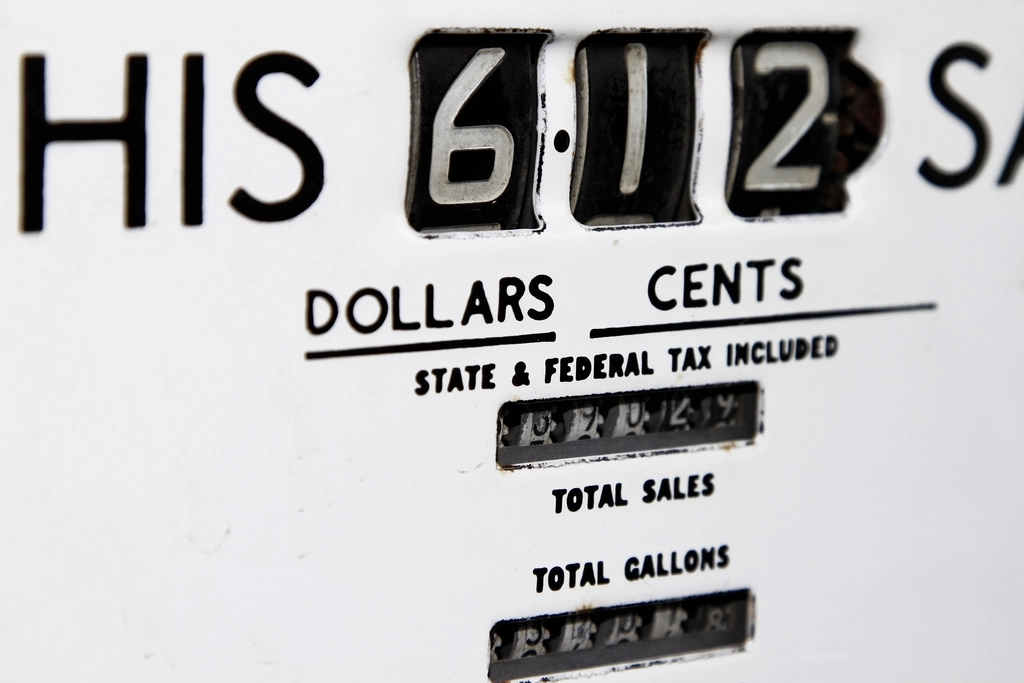 HIS 6.12 SA
DOLLARS CENTS
STATE & FEDERAL TAX INCLUDED
TOTAL SALES
TOTAL GALLONS